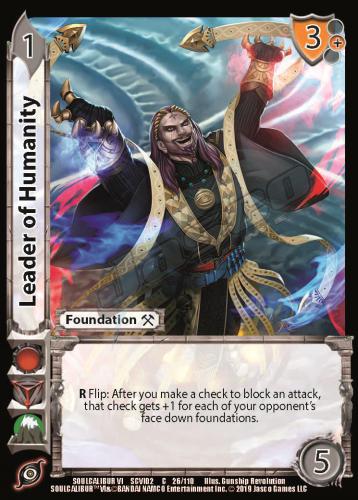 1
3
+
Leader of Humanity
Foundation
R Flip: After you make a check to block an attack,
that check gets +1 for each of your opponent's
face down foundations.
5
SOULCALIBUR VI SCVI02 C 26/110 Illus. Gunship Revolution
SOULCALIBUR™VI&©BANDAI NAMCO Entertainment Inc. © 2019 Jasco Games LLC